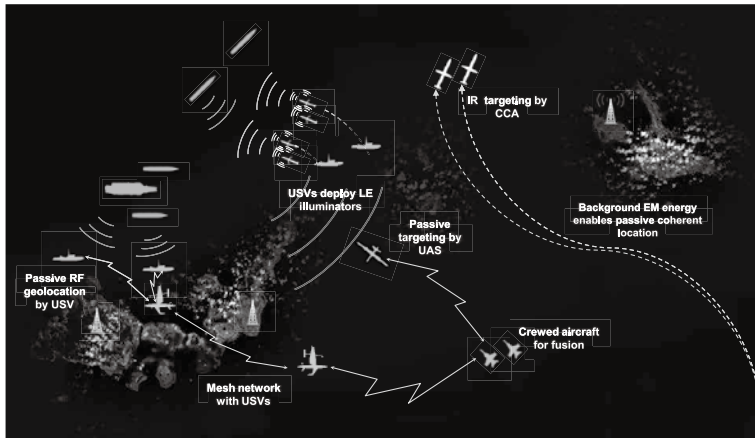 IR targeting by
CCA
USVs deploy LE
illuminators
Background EM energy
enables passive coherent
location
Passive targeting by
UAS
Passive RF
geolocation
by USV
Crewed aircraft
for fusion
Mesh network
with USVs